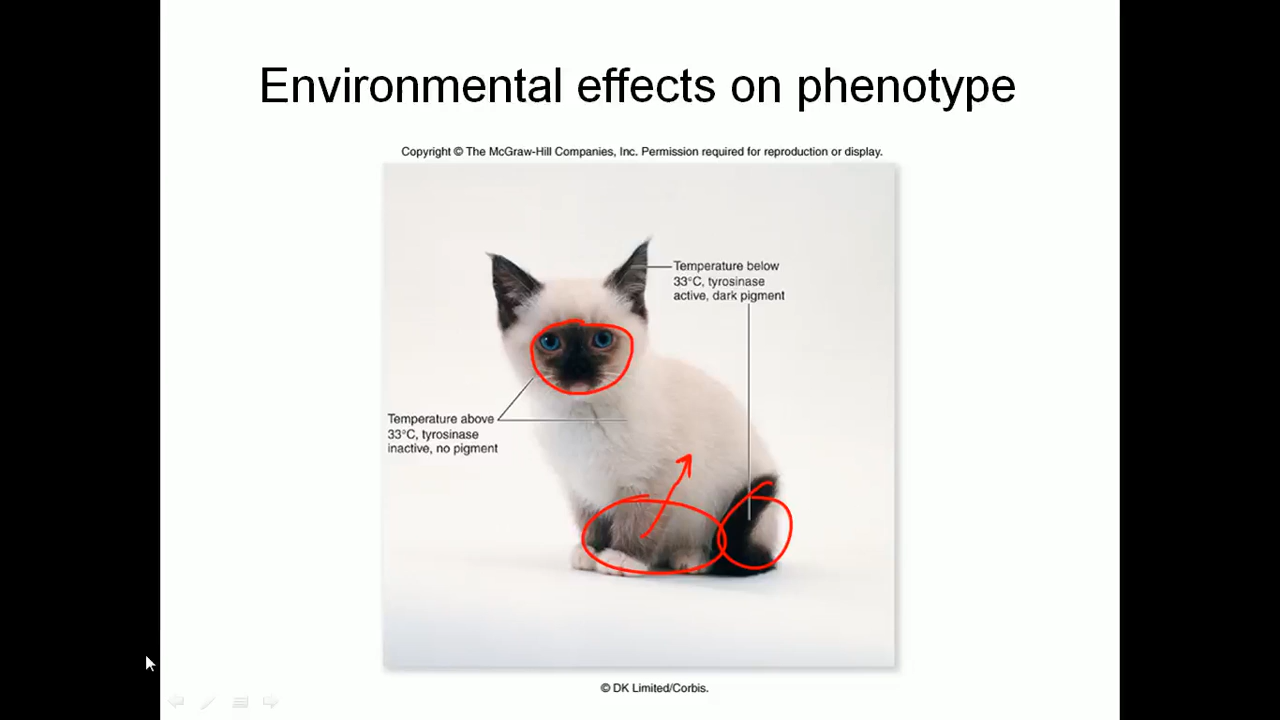 Environmental effects on phenotype
Copyright © The McGraw-Hill Companies, Inc. Permission required for reproduction or display.
Temperature below
33°C, tyrosinase
active, dark pigment
Temperature above
33°C, tyrosinase
inactive, no pigment
© DK Limited/Corbis.